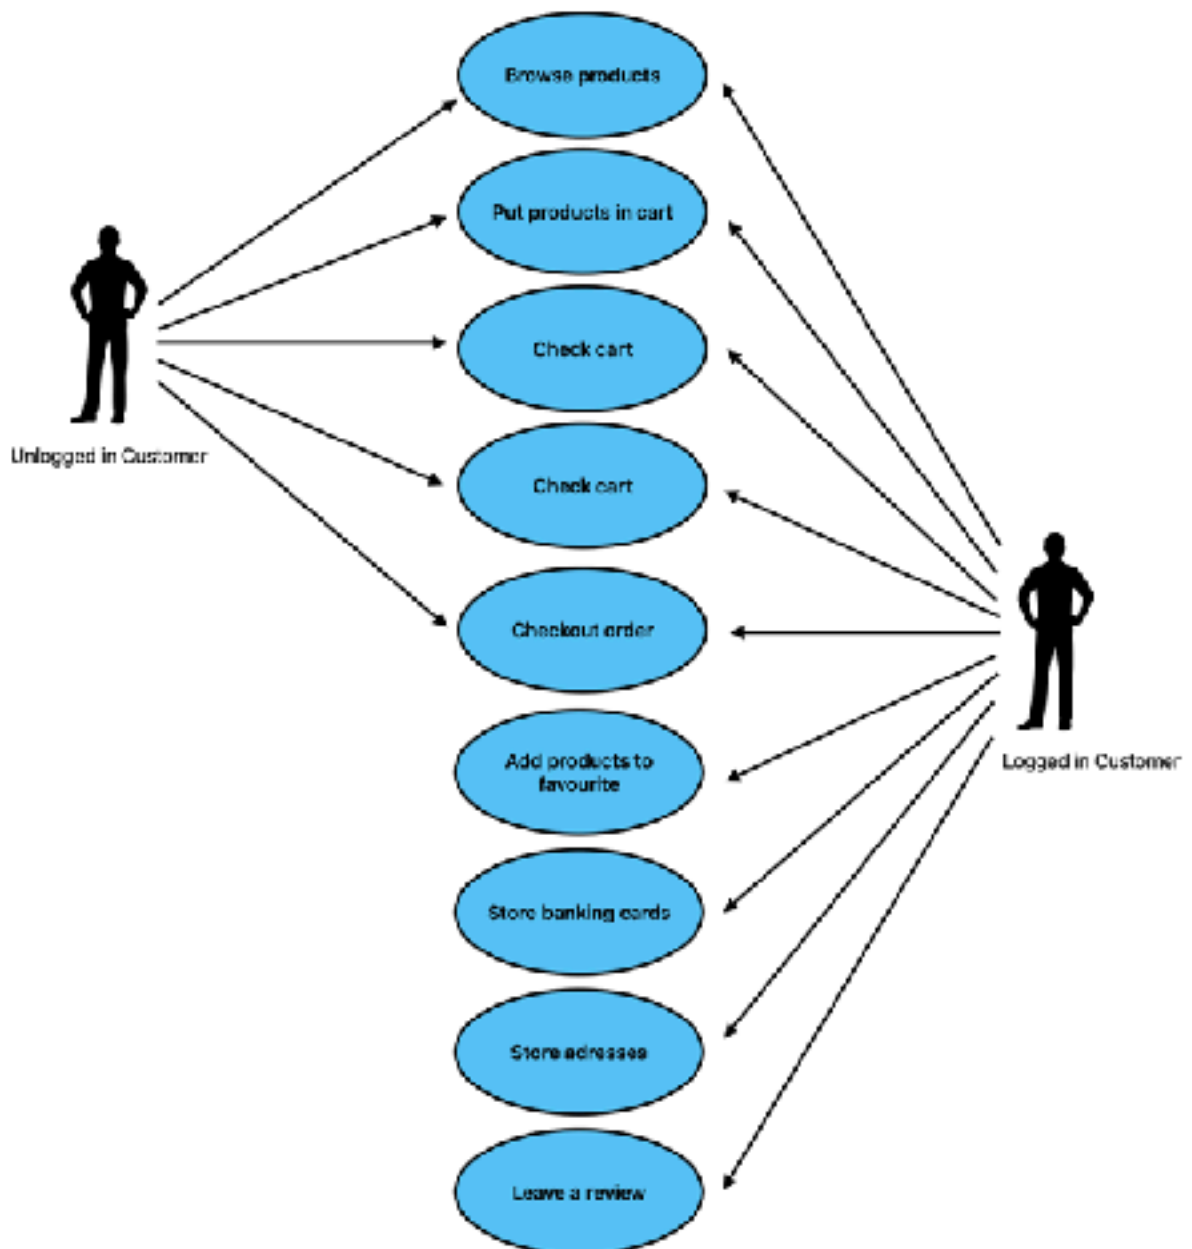 Browse products
Put products in cart
Check cart
Unlogged in Customer
Check cart
Checkout order
Add products to
favourite
Logged in Customer
Store banking cards
Store adresses
Leave a review